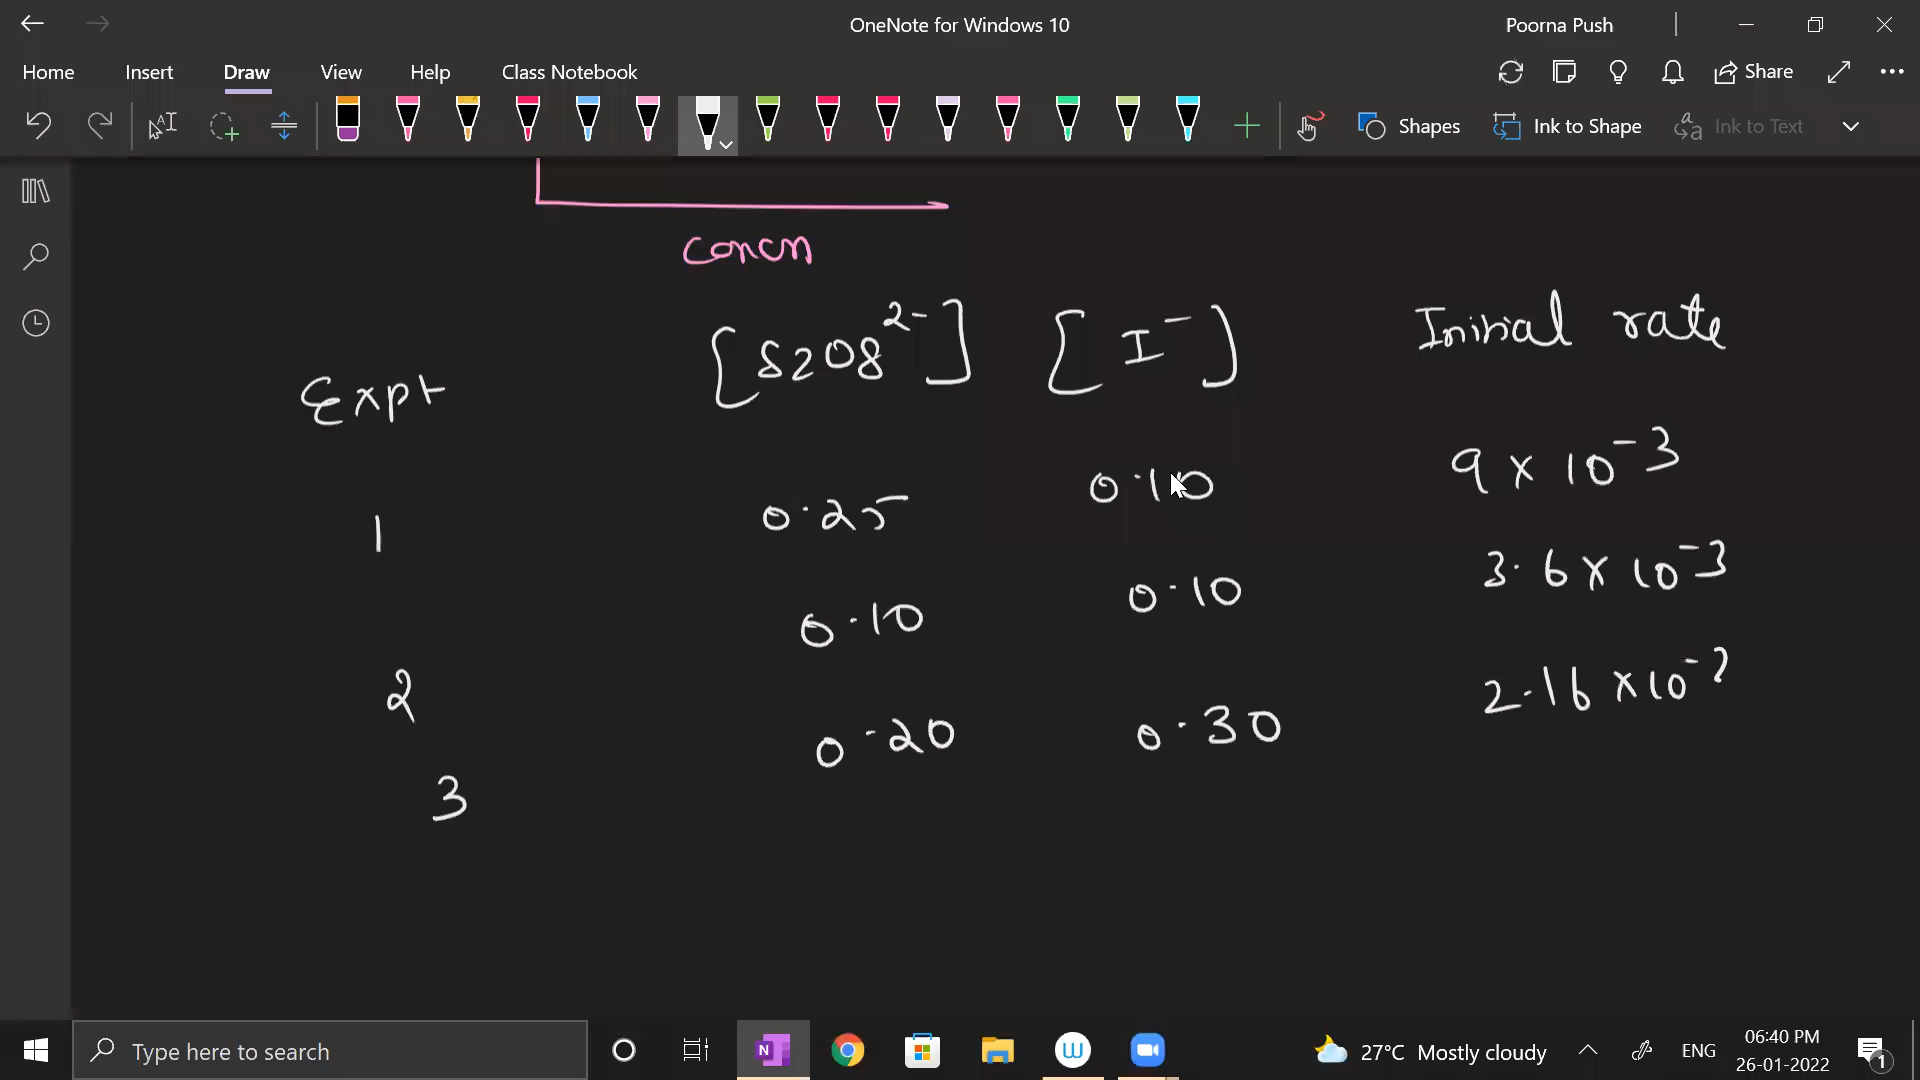 OneNote for Windows 10
Poorna Push
Home Insert Draw View Help Class Notebook
Share
Shapes Ink to Shape Ink to Text
Concn
Expt [S2O8 2-] [I-] Initial rate
1 0.25 0.10 9 x 10-3
2 0.10 0.10 3.6 x 10-3
3 0.20 0.30 2.16 x 10
Type here to search
27°C Mostly cloudy
ENG
06:40 PM
26-01-2022
1